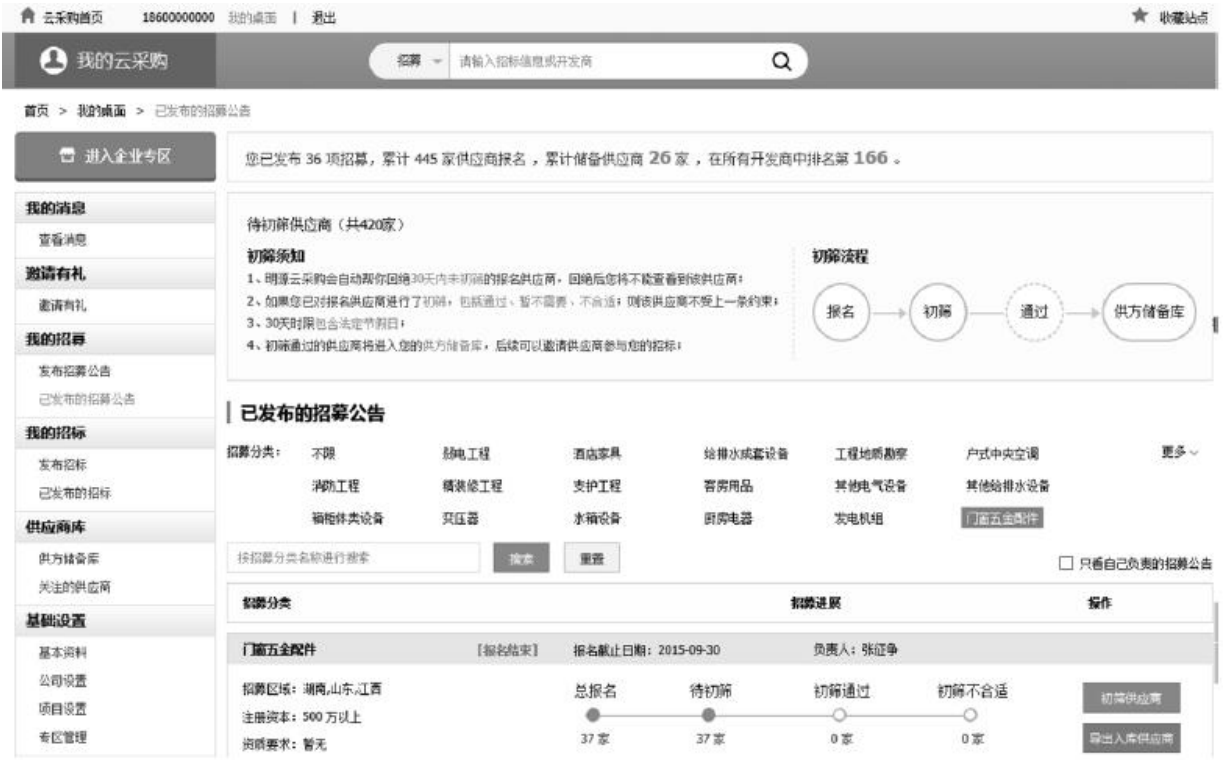 云采购首页 18600000000 我的桌面 | 退出 收藏站点
我的云采购 招募 请输入招标信息或开发商
首页 > 我的桌面 > 已发布的招募公告
进入企业专区
您已发布 36 项招募，累计 445 家供应商报名，累计储备供应商 26 家，在所有开发商中排名第 166 。
我的消息
查看消息
邀请有礼
邀请有礼
我的招募
发布招募公告
已发布的招募公告
我的招标
发布招标
已发布的招标
供应商库
供方储备库
关注的供应商
基础设置
基本资料
公司设置
项目设置
专区管理
待初筛供应商（共420家）
初筛须知
1、明源云采购会自动帮你回绝30天内未初筛的报名供应商，回绝后您将不能查看到该供应商；
2、如果您已对报名供应商进行了初筛，包括通过、暂不需要、不合适；则该供应商不受上一条约束；
3、30天时限包含法定节假日；
4、初筛通过的供应商将进入您的供方储备库，后续可以邀请供应商参与您的招标；
初筛流程
报名 初筛 通过 供方储备库
已发布的招募公告
招募分类： 不限 弱电工程 酒店家具 给排水成套设备 工程地质勘察 户式中央空调 更多
消防工程 精装修工程 支护工程 客房用品 其他电气设备 其他给排水设备
箱柜体类设备 变压器 水箱设备 厨房电器 发电机组 门窗五金配件
按招募分类名称进行搜索 搜索 重置 只看自己负责的招募公告
招募分类 招募进展 操作
门窗五金配件 [报名结束] 报名截止日期：2015-09-30 负责人：张征争
招募区域：湖南,山东,江西 总报名 待初筛 初筛通过 初筛不合适 初筛供应商
注册资本：500 万以上
资质要求：暂无 37 家 37 家 0 家 0 家 导出入库供应商